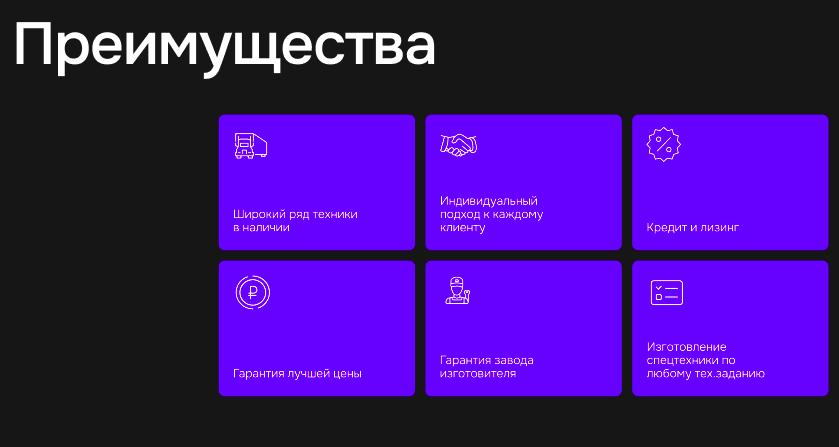 Преимущества
Широкий ряд техники
в наличии
Индивидуальный
подход к каждому
клиенту
Кредит и лизинг
Гарантия лучшей цены
Гарантия завода
изготовителя
Изготовление
спецтехники по
любому тех.заданию